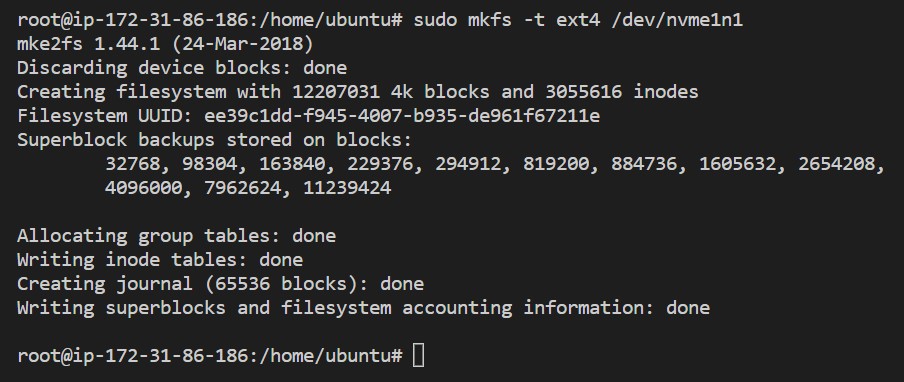 root@ip-172-31-86-186:/home/ubuntu# sudo mkfs -t ext4 /dev/nvme1n1
mke2fs 1.44.1 (24-Mar-2018)
Discarding device blocks: done
Creating filesystem with 12207031 4k blocks and 3055616 inodes
Filesystem UUID: ee39c1dd-f945-4007-b935-de961f67211e
Superblock backups stored on blocks:
32768, 98304, 163840, 229376, 294912, 819200, 884736, 1605632, 2654208,
4096000, 7962624, 11239424
Allocating group tables: done
Writing inode tables: done
Creating journal (65536 blocks): done
Writing superblocks and filesystem accounting information: done
root@ip-172-31-86-186:/home/ubuntu#